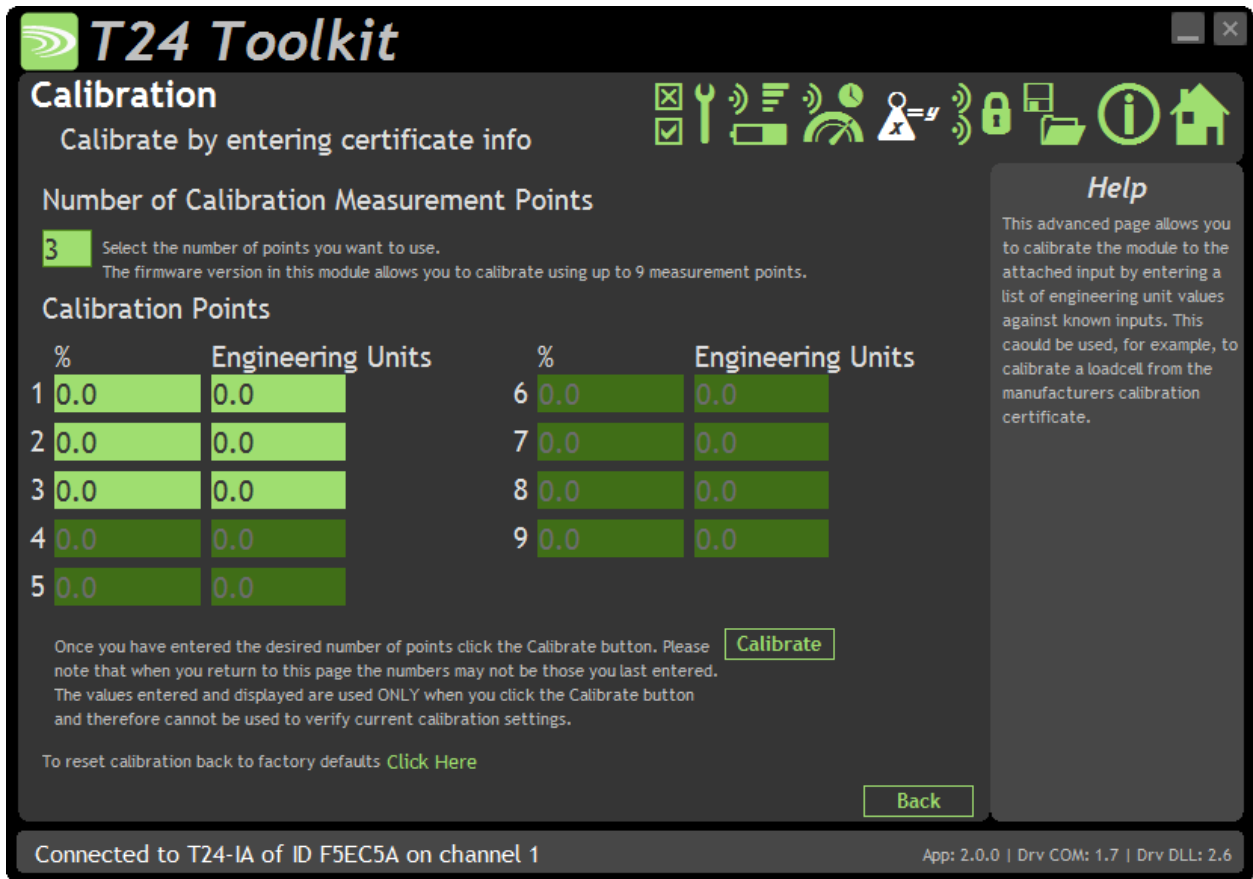 T24 Toolkit
Calibration
Calibrate by entering certificate info
x=y
Number of Calibration Measurement Points
3
Select the number of points you want to use.
The firmware version in this module allows you to calibrate using up to 9 measurement points.
Calibration Points
% Engineering Units % Engineering Units
1 0.0 0.0 6 0.0 0.0
2 0.0 0.0 7 0.0 0.0
3 0.0 0.0 8 0.0 0.0
4 0.0 0.0 9 0.0 0.0
5 0.0 0.0
Once you have entered the desired number of points click the Calibrate button. Please
note that when you return to this page the numbers may not be those you last entered.
The values entered and displayed are used ONLY when you click the Calibrate button
and therefore cannot be used to verify current calibration settings.
Calibrate
To reset calibration back to factory defaults Click Here
Back
Help
This advanced page allows you
to calibrate the module to the
attached input by entering a
list of engineering unit values
against known inputs. This
caould be used, for example, to
calibrate a loadcell from the
manufacturers calibration
certificate.
Connected to T24-IA of ID F5EC5A on channel 1
App: 2.0.0 | Drv COM: 1.7 | Drv DLL: 2.6